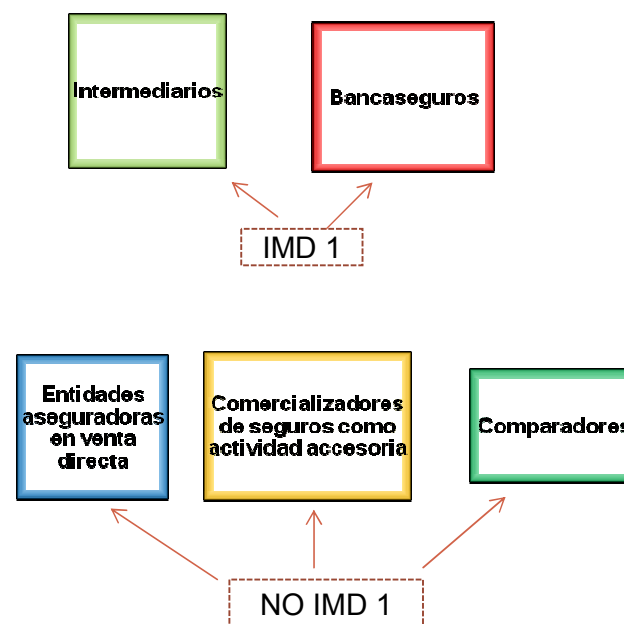 Intermediarios
Bancaseguros
IMD 1
Entidades
aseguradoras
en venta
directa
Comercializadores
de seguros como
actividad accesoria
Comparadores
NO IMD 1